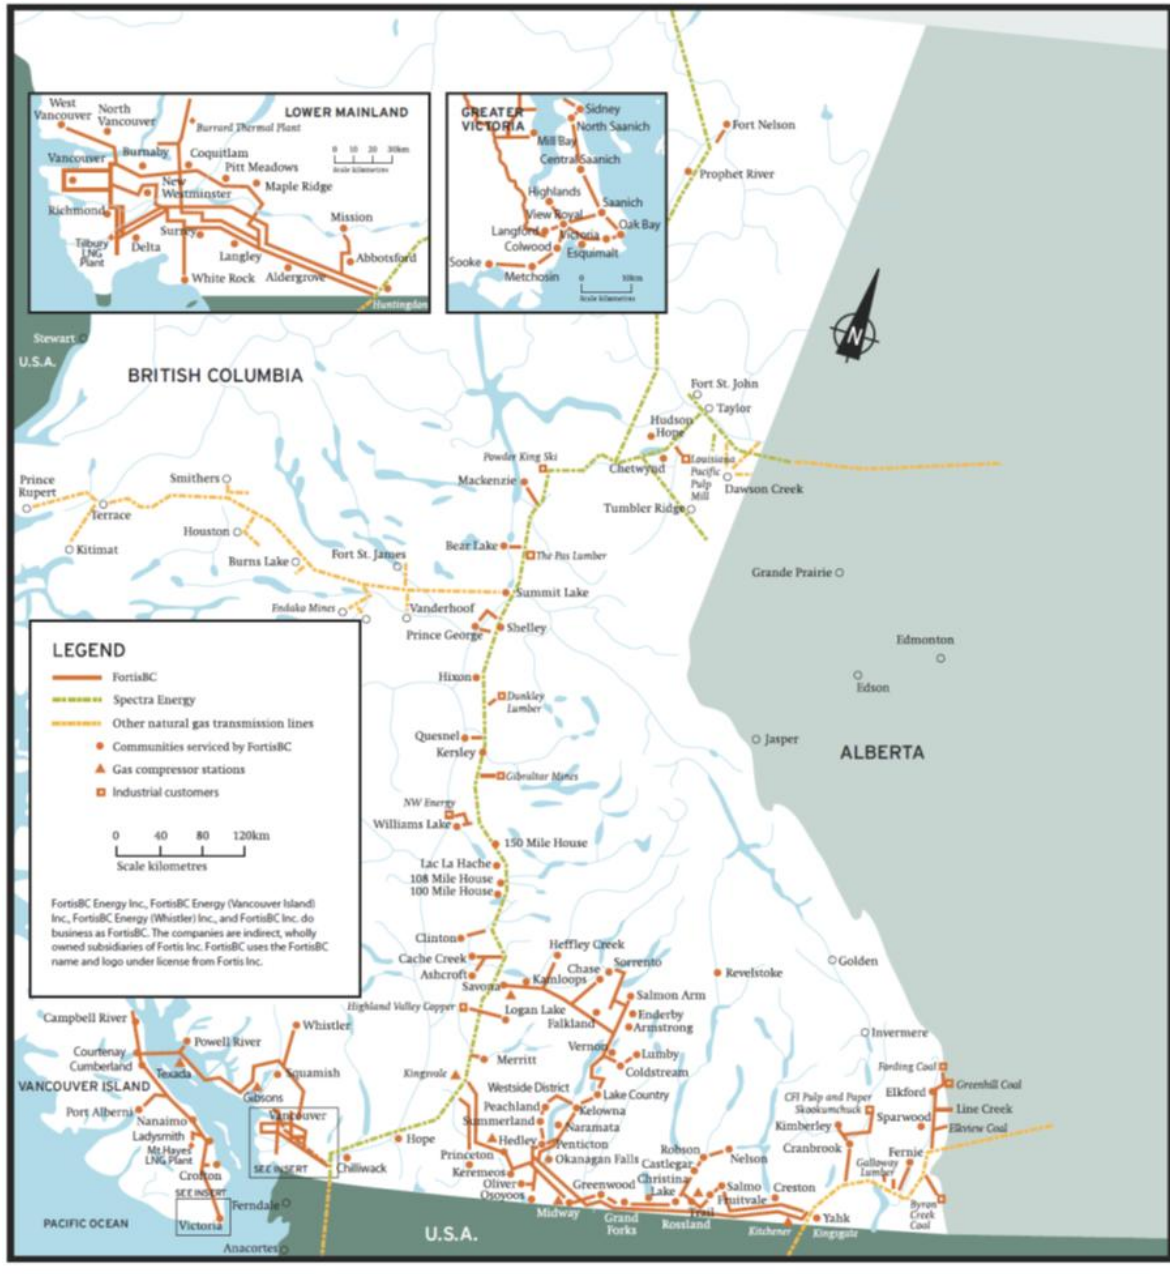 West
Vancouver
North
Vancouver
LOWER MAINLAND
Burrard Thermal Plant
0 10 20 30km
Scale kilometres
Vancouver
Burnaby
Coquitlam
Pitt Meadows
New
Westminster
Maple Ridge
Richmond
Mission
Tilbury
LNG
Plant
Delta
Surrey
Langley
Abbotsford
White Rock
Aldergrove
Huntingdon
GREATER
VICTORIA
Sidney
North Saanich
Mill Bay
Central Saanich
Highlands
Saanich
View Royal
Langford
Victoria
Oak Bay
Colwood
Esquimalt
Sooke
Metchosin
0 10km
Scale kilometres
Fort Nelson
Prophet River
N
Stewart
U.S.A.
BRITISH COLUMBIA
Fort St. John
Taylor
Hudson
Hope
Powder King Ski
Chetwynd
Louisiana
Pacific
Pulp
Mill
Dawson Creek
Mackenzie
Tumbler Ridge
Prince
Rupert
Smithers
Terrace
Houston
Kitimat
Burns Lake
Fort St. James
Bear Lake
The Pas Lumber
Grande Prairie
Endako Mines
Vanderhoof
Summit Lake
Prince George
Shelley
Edmonton
Edson
Hixon
Dunkley
Lumber
Quesnel
Kersley
Jasper
ALBERTA
Gibraltar Mines
NW Energy
Williams Lake
150 Mile House
Lac La Hache
108 Mile House
100 Mile House
LEGEND
FortisBC
Spectra Energy
Other natural gas transmission lines
Communities serviced by FortisBC
Gas compressor stations
Industrial customers
0 40 80 120km
Scale kilometres
FortisBC Energy Inc., FortisBC Energy (Vancouver Island)
Inc., FortisBC Energy (Whistler) Inc., and FortisBC Inc. do
business as FortisBC. The companies are indirect, wholly
owned subsidiaries of Fortis Inc. FortisBC uses the FortisBC
name and logo under license from Fortis Inc.
Clinton
Cache Creek
Ashcroft
Savona
Heffley Creek
Chase
Sorrento
Kamloops
Revelstoke
Golden
Highland Valley Copper
Logan Lake
Salmon Arm
Enderby
Armstrong
Falkland
Invermere
Campbell River
Whistler
Powell River
Courtenay
Cumberland
Texada
Squamish
Merritt
Vernon
Lumby
Coldstream
VANCOUVER ISLAND
Gibsons
Kingsvale
Westside District
Lake Country
Fording Coal
Greenhill Coal
Elkford
Port Alberni
Vancouver
Peachland
Kelowna
CFI Pulp and Paper
Skookumchuck
Line Creek
Nanaimo
Summerland
Naramata
Kimberley
Sparwood
Elkview Coal
Ladysmith
Mt.Hayes
LNG Plant
Hope
Hedley
Penticton
Cranbrook
Fernie
Princeton
Okanagan Falls
Robson
Nelson
Galloway
Lumber
SEE INSERT
Chilliwack
Keremeos
Castlegar
Crofton
Oliver
Osoyoos
Greenwood
Christina
Lake
Salmo
Fruitvale
Creston
Byron
Creek
Coal
SEE INSERT
Victoria
Ferndale
Midway
Grand
Forks
Trail
Rossland
Kitchener
Yahk
Kingsgate
PACIFIC OCEAN
Anacortes
U.S.A.